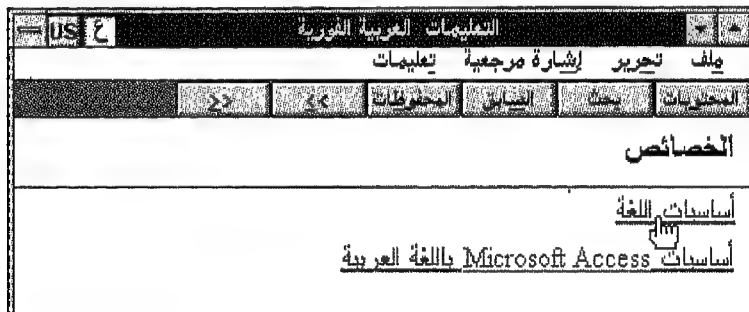 التعليمات العربية الفورية ع US
ملف تحرير إشارة مرجعية تعليمات
المحتويات بحث السابق المحفوظات >> <<
الخصائص
أساسيات اللغة
أساسيات Microsoft Access باللغة العربية